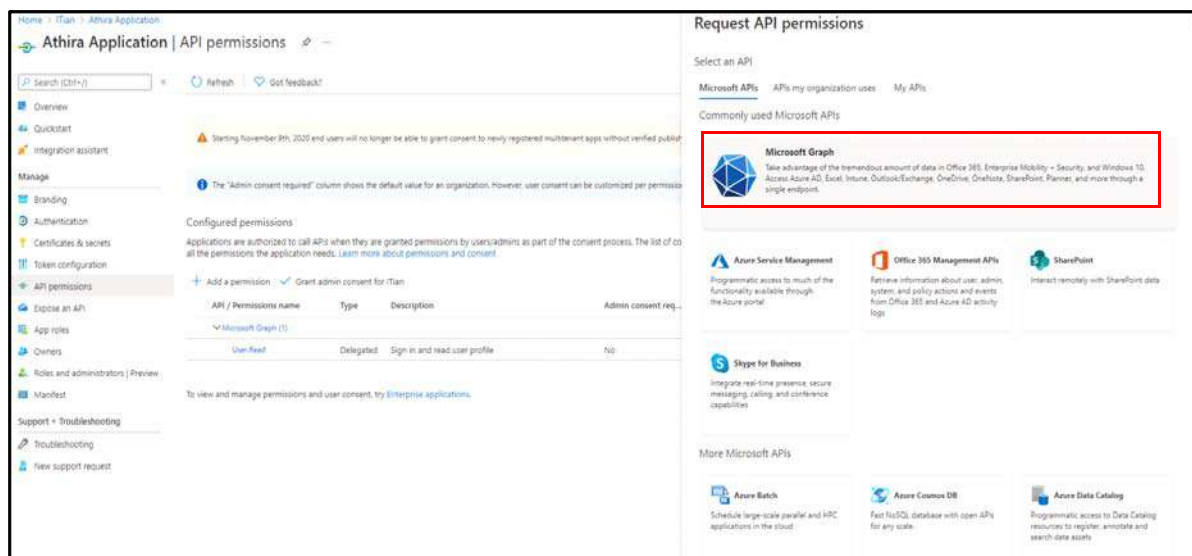 Home > ITian > Athira Application
Athira Application | API permissions
Search (Ctrl+/)
Overview
Quickstart
Integration assistant
Manage
Branding
Authentication
Certificates & secrets
Token configuration
API permissions
Expose an API
App roles
Owners
Roles and administrators | Preview
Manifest
Support + Troubleshooting
Troubleshooting
New support request
Refresh
Got feedback?
Starting November 9th, 2020 end users will no longer be able to grant consent to newly registered multitenant apps without verified publish
The "Admin consent required" column shows the default value for an organization. However, user consent can be customized per permissio
Configured permissions
Applications are authorized to call APIs when they are granted permissions by users/admins as part of the consent process. The list of co
all the permissions the application needs. Learn more about permissions and consent
Add a permission
Grant admin consent for ITian
API / Permissions name
Type
Description
Admin consent req...
Microsoft Graph (1)
User.Read
Delegated
Sign in and read user profile
No
To view and manage permissions and user consent, try Enterprise applications.
Request API permissions
Select an API
Microsoft APIs
APIs my organization uses
My APIs
Commonly used Microsoft APIs
Microsoft Graph
Take advantage of the tremendous amount of data in Office 365, Enterprise Mobility + Security, and Windows 10.
Access Azure AD, Excel, Intune, Outlook/Exchange, OneDrive, OneNote, SharePoint, Planner, and more through a
single endpoint.
Azure Service Management
Programmatic access to much of the
functionality available through
the Azure portal
Office 365 Management APIs
Retrieve information about user, admin,
system, and policy actions and events
from Office 365 and Azure AD activity
logs
SharePoint
Interact remotely with SharePoint data
Skype for Business
Integrate real-time presence, secure
messaging, calling, and conference
capabilities
More Microsoft APIs
Azure Batch
Schedule large-scale parallel and HPC
applications in the cloud
Azure Cosmos DB
Fast NoSQL database with open APIs
for any scale.
Azure Data Catalog
Programmatic access to Data Catalog
resources to register, annotate and
search data assets